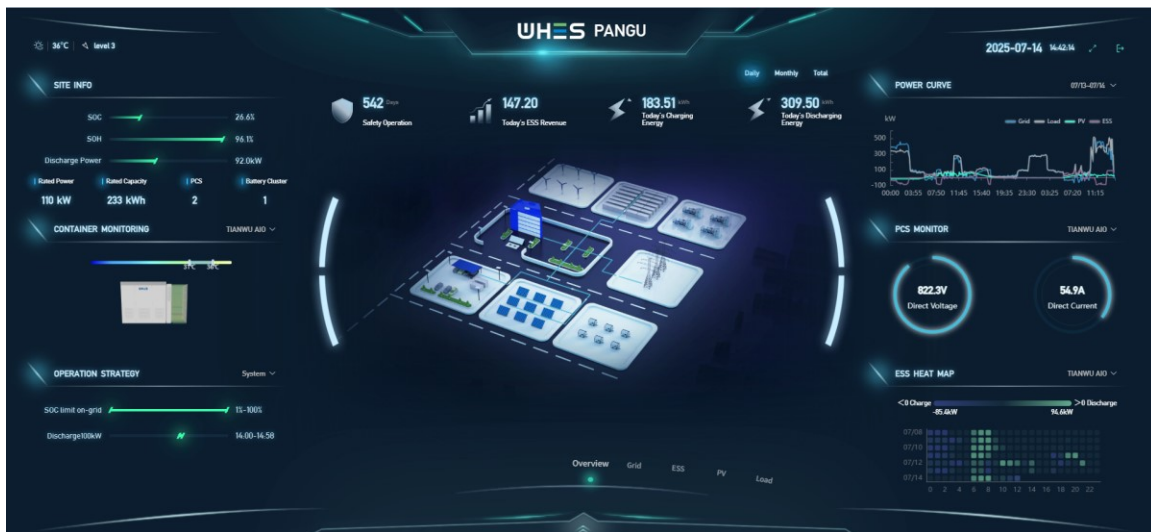 WHES PANGU
36°C level 3
2025-07-14 14:42:14
SITE INFO
SOC 26.6%
SOH 96.1%
Discharge Power 92.0kW
Rated Power Rated Capacity PCS Battery Cluster
110 kW 233 kWh 2 1
CONTAINER MONITORING TIANWU AIO
OPERATION STRATEGY System
SOC limit on-grid 1%-100%
Discharge100kW 14:00-14:58
Daily Monthly Total
542 Days
Safety Operation
147.20
Today's ESS Revenue
183.51 kWh
Today's Charging
Energy
309.50 kWh
Today's Discharging
Energy
Overview Grid ESS PV Load
POWER CURVE 07/13-07/14
kW Grid Load PV ESS
500
300
100
-100
00:00 03:55 07:50 11:45 15:40 19:35 23:30 03:25 07:20 11:15
PCS MONITOR TIANWU AIO
822.3V 54.9A
Direct Voltage Direct Current
ESS HEAT MAP TIANWU AIO
<0 Charge >0 Discharge
-85.4kW 94.6kW
07/08
07/10
07/12
07/14
0 2 4 6 8 10 12 14 16 18 20 22